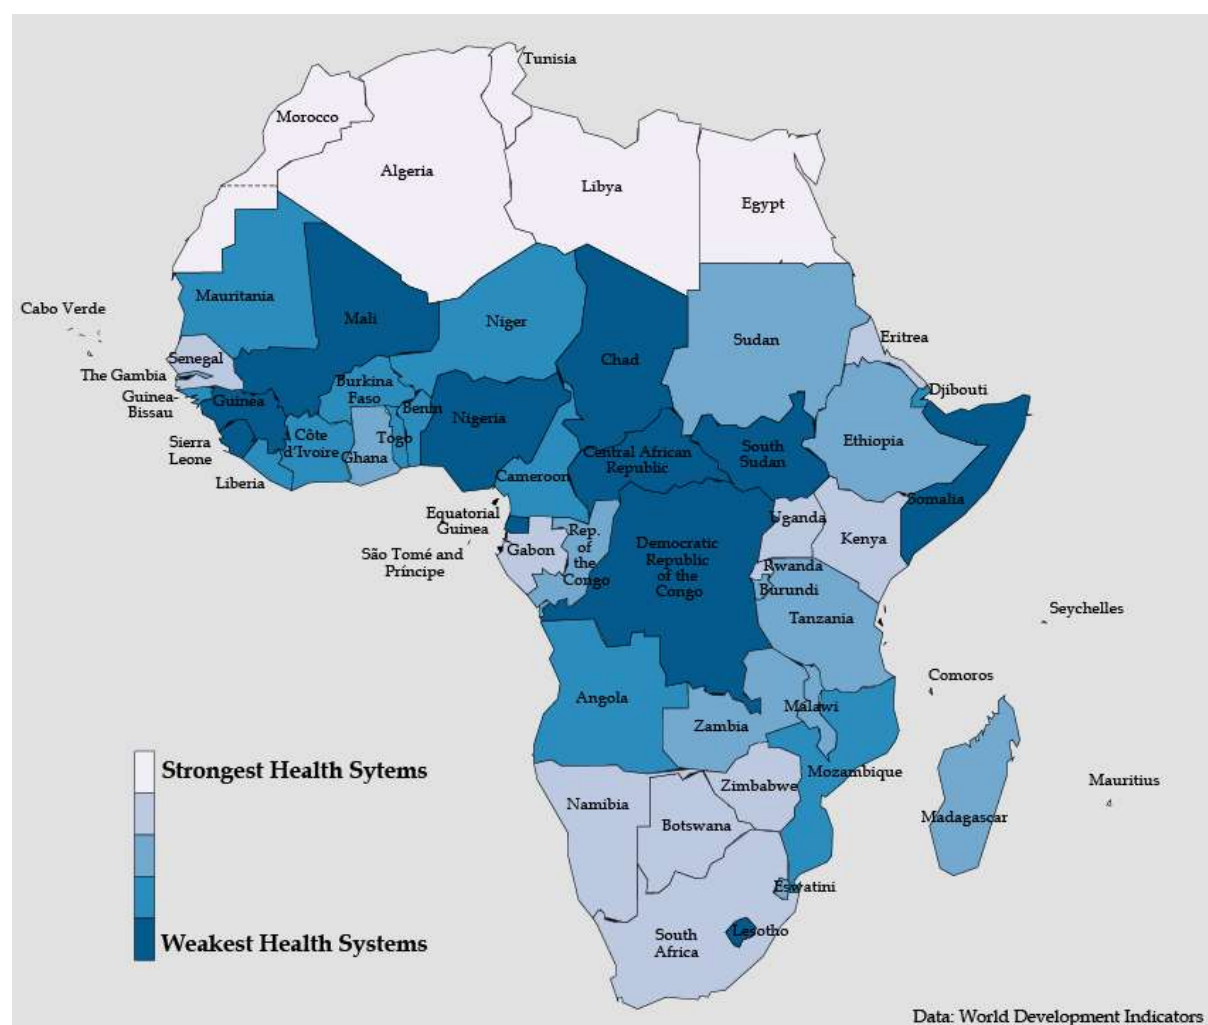 Tunisia
Morocco
Algeria
Libya
Egypt
Mauritania
Cabo Verde
Mali
Niger
Chad
Sudan
Eritrea
Senegal
The Gambia
Guinea-
Bissau
Guinea
Burkina
Faso
Benin
Nigeria
Djibouti
Sierra
Leone
Côte
d'Ivoire
Togo
Ghana
Liberia
Central African
Republic
South
Sudan
Ethiopia
Somalia
Cameroon
Equatorial
Guinea
São Tomé and
Príncipe
Gabon
Rep.
of
the
Congo
Democratic
Republic
of the
Congo
Uganda
Kenya
Rwanda
Burundi
Tanzania
Seychelles
Comoros
Angola
Zambia
Malawi
Mozambique
Zimbabwe
Namibia
Botswana
Madagascar
Mauritius
Eswatini
Lesotho
South
Africa
Strongest Health Sytems
Weakest Health Systems
Data: World Development Indicators